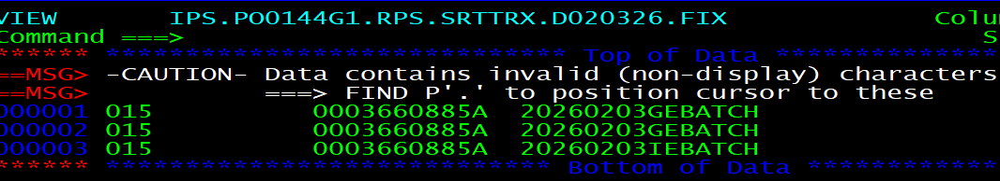 VIEW       IPS.PO0144G1.RPS.SRTTRX.D020326.FIX                  Colu
Command ===>                                                        S
****** ***************************** Top of Data ***************
==MSG> -CAUTION- Data contains invalid (non-display) characters
==MSG>            ===> FIND P'.' to position cursor to these
000001 015           0003660885A  20260203GEBATCH
000002 015           0003660885A  20260203GEBATCH
000003 015           0003660885A  20260203IEBATCH
****** **************************** Bottom of Data *************